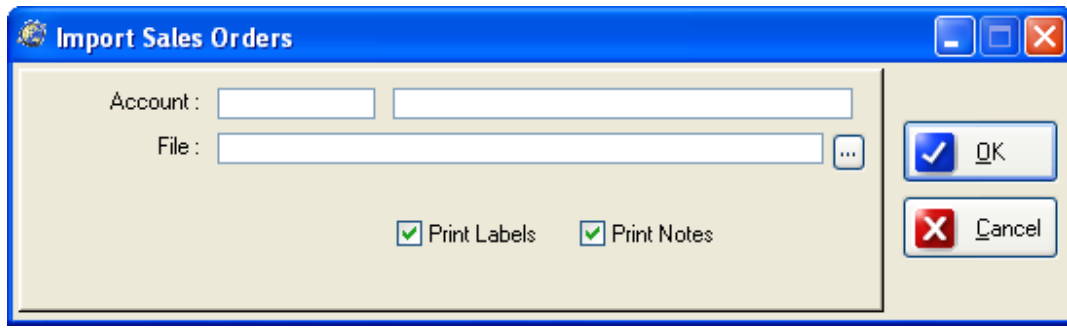 Import Sales Orders
Account :
File :
...
OK
Print Labels Print Notes
Cancel